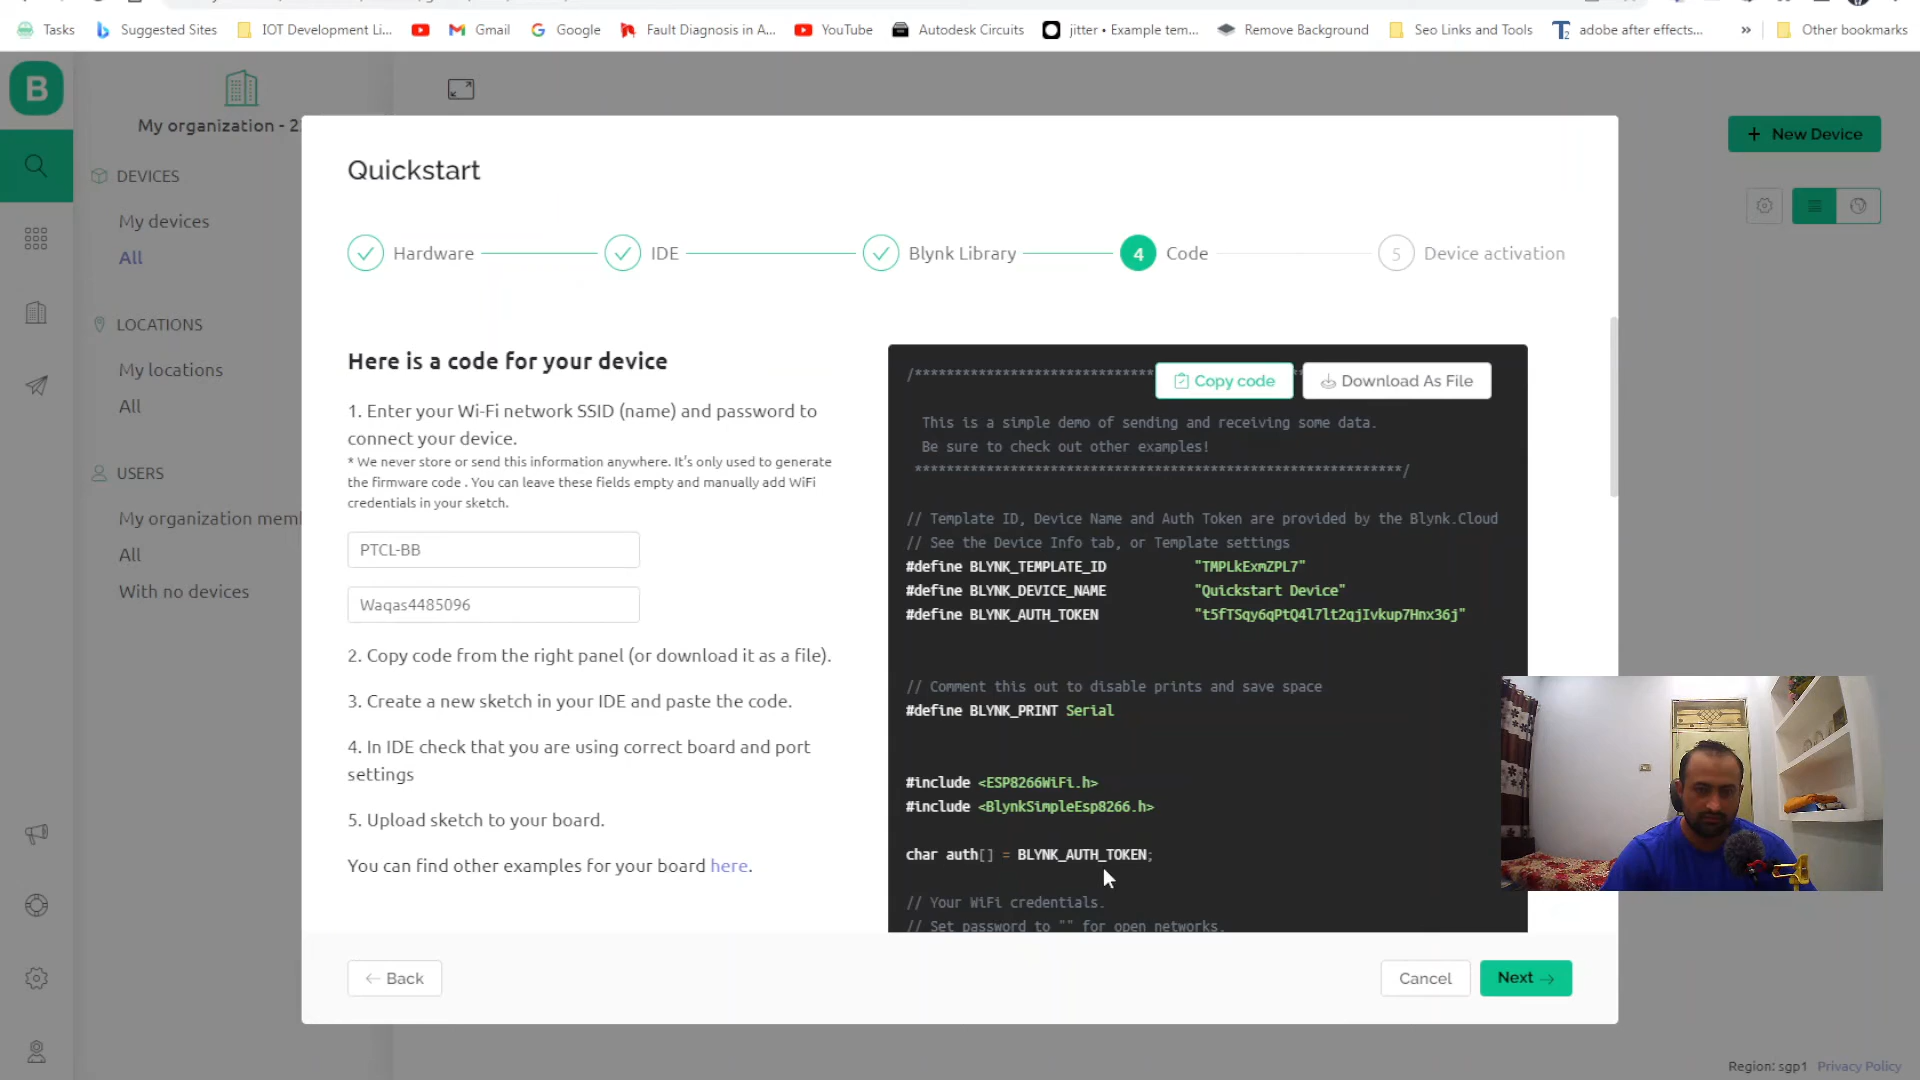 Tasks
Suggested Sites
IOT Development Li...
Gmail
Google
Fault Diagnosis in A...
YouTube
Autodesk Circuits
jitter • Example tem...
Remove Background
Seo Links and Tools
adobe after effects...
»
Other bookmarks
B
My organization - 2
New Device
DEVICES
My devices
All
LOCATIONS
My locations
All
USERS
My organization mem
All
With no devices
Quickstart
Hardware
IDE
Blynk Library
4 Code
5 Device activation
Here is a code for your device
1. Enter your Wi-Fi network SSID (name) and password to
connect your device.
* We never store or send this information anywhere. It's only used to generate
the firmware code . You can leave these fields empty and manually add WiFi
credentials in your sketch.
PTCL-BB
Waqas4485096
2. Copy code from the right panel (or download it as a file).
3. Create a new sketch in your IDE and paste the code.
4. In IDE check that you are using correct board and port
settings
5. Upload sketch to your board.
You can find other examples for your board here.
Copy code
Download As File
This is a simple demo of sending and receiving some data.
Be sure to check out other examples!
// Template ID, Device Name and Auth Token are provided by the Blynk.Cloud
// See the Device Info tab, or Template settings
#define BLYNK_TEMPLATE_ID "TMPLkExmZPL7"
#define BLYNK_DEVICE_NAME "Quickstart Device"
#define BLYNK_AUTH_TOKEN "t5fTSqy6qPtQ4l7lt2qjIvkup7Hnx36j"
// Comment this out to disable prints and save space
#define BLYNK_PRINT Serial
#include <ESP8266WiFi.h>
#include <BlynkSimpleEsp8266.h>
char auth[] = BLYNK_AUTH_TOKEN;
// Your WiFi credentials.
// Set password to "" for open networks.
Back
Cancel
Next
Region: sgp1 Privacy Policy